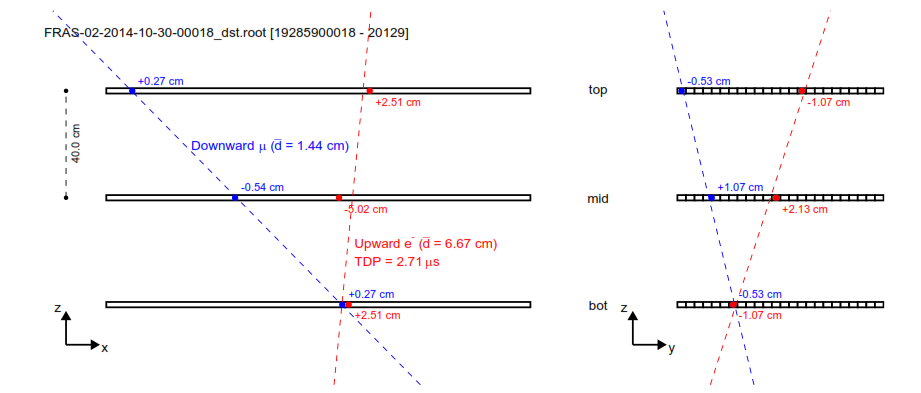 FRAS-02-2014-10-30-00018_dst.root [19285900018 - 20129]
+0.27 cm
+2.51 cm
40.0 cm
Downward μ (d̅ = 1.44 cm)
-0.54 cm
-5.02 cm
Upward e⁻ (d̅ = 6.67 cm)
TDP = 2.71 μs
+0.27 cm
+2.51 cm
z
x
top
mid
bot
-0.53 cm
-1.07 cm
+1.07 cm
+2.13 cm
-0.53 cm
-1.07 cm
z
y